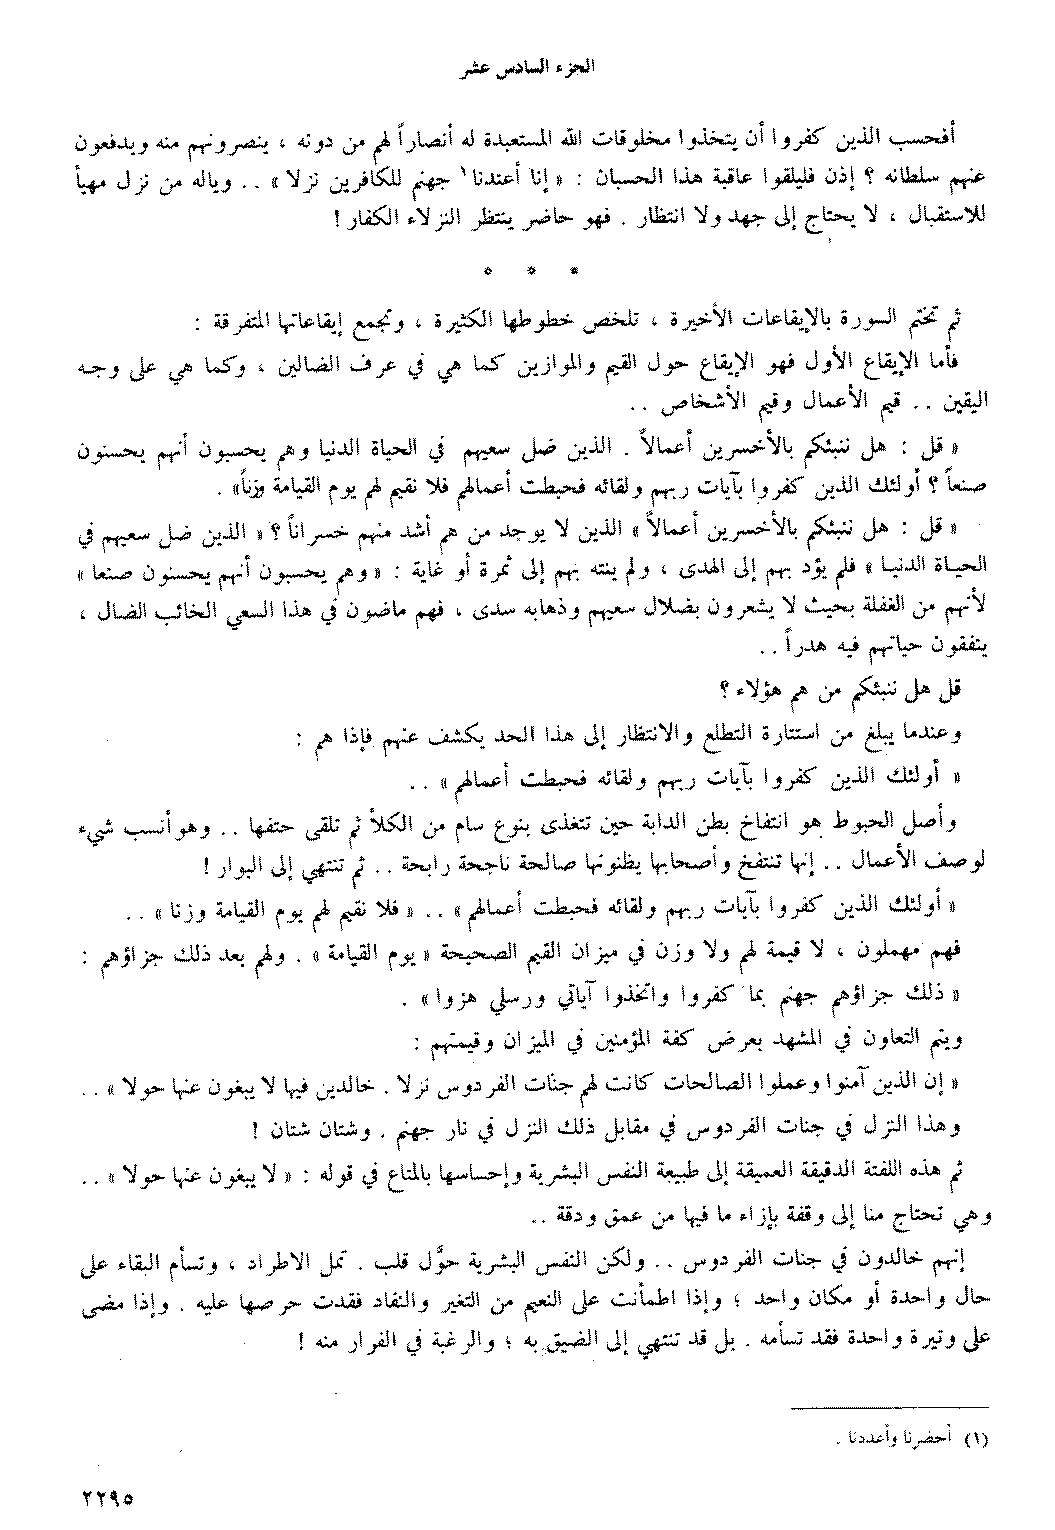 الجزء السادس عشر
أفحسب الذين كفروا أن يتخذوا مخلوقات الله المستعبدة له أنصاراً لهم من دونه ، ينصرونهم منه ويدفعون
عنهم سلطانه ؟ إذن فليلقوا عاقبة هذا الحسبان : « إنا أعتدنا١ جهنم للكافرين نزلا » .. وياله من نزل مهيأ
للاستقبال ، لا يحتاج إلى جهد ولا انتظار . فهو حاضر ينتظر النزلاء الكفار !
* * *
ثم تختم السورة بالإيقاعات الأخيرة ، تلخص خطوطها الكثيرة ، وتجمع إيقاعاتها المتفرقة :
فأما الإيقاع الأول فهو الإيقاع حول القيم والموازين كما هي في عرف الضالين ، وكما هي على وجه
اليقين .. قيم الأعمال وقيم الأشخاص ..
« قل : هل ننبئكم بالأخسرين أعمالاً . الذين ضل سعيهم في الحياة الدنيا وهم يحسبون أنهم يحسنون
صنعاً ؟ أولئك الذين كفروا بآيات ربهم ولقائه فحبطت أعمالهم فلا نقيم لهم يوم القيامة وزناً» .
« قل : هل ننبئكم بالأخسرين أعمالاً » الذين لا يوجد من هم أشد منهم خسراناً ؟ « الذين ضل سعيهم في
الحياة الدنيا » فلم يؤد بهم إلى الهدى ، ولم ينته بهم إلى ثمرة أو غاية : « وهم يحسبون أنهم يحسنون صنعا »
لأنهم من الغفلة بحيث لا يشعرون بضلال سعيهم وذهابه سدى ، فهم ماضون في هذا السعي الخائب الضال ،
ينفقون حياتهم فيه هدراً ..
قل هل ننبئكم من هم هؤلاء ؟
وعندما يبلغ من استثارة التطلع والانتظار إلى هذا الحد يكشف عنهم فإذا هم :
« أولئك الذين كفروا بآيات ربهم ولقائه فحبطت أعمالهم » ..
وأصل الحبوط هو انتفاخ بطن الدابة حين تتغذى بنوع سام من الكلأ ثم تلقى حتفها .. وهو أنسب شيء
لوصف الأعمال .. إنها تنتفخ وأصحابها يظنونها صالحة ناجحة رابحة .. ثم تنتهي إلى البوار !
« أولئك الذين كفروا بآيات ربهم ولقائه فحبطت أعمالهم» .. « فلا نقيم لهم يوم القيامة وزنا » ..
فهم مهملون ، لا قيمة لهم ولا وزن في ميزان القيم الصحيحة « يوم القيامة » . ولهم بعد ذلك جزاؤهم :
« ذلك جزاؤهم جهنم بما كفروا واتخذوا آياتي ورسلي هزوا» .
ويتم التعاون في المشهد بعرض كفة المؤمنين في الميزان وقيمتهم :
« إن الذين آمنوا وعملوا الصالحات كانت لهم جنات الفردوس نزلا . خالدين فيها لا يبغون عنها حولا » ..
وهذا النزل في جنات الفردوس في مقابل ذلك النزل في نار جهنم . وشتان شتان !
ثم هذه اللفتة الدقيقة العميقة إلى طبيعة النفس البشرية وإحساسها بالمتاع في قوله : « لا يبغون عنها حولا » ..
وهي تحتاج منا إلى وقفة بإزاء ما فيها من عمق ودقة ..
إنهم خالدون في جنات الفردوس .. ولكن النفس البشرية حوَّل قلب . تمل الاطراد ، وتسأم البقاء على
حال واحدة أو مكان واحد ؛ وإذا اطمأنت على النعيم من التغير والنفاد فقدت حرصها عليه . وإذا مضى
على وتيرة واحدة فقد تسأمه . بل قد تنتهي إلى الضيق به ؛ والرغبة في الفرار منه !
(١) أحضرنا وأعددنا .
٢٢٩٥